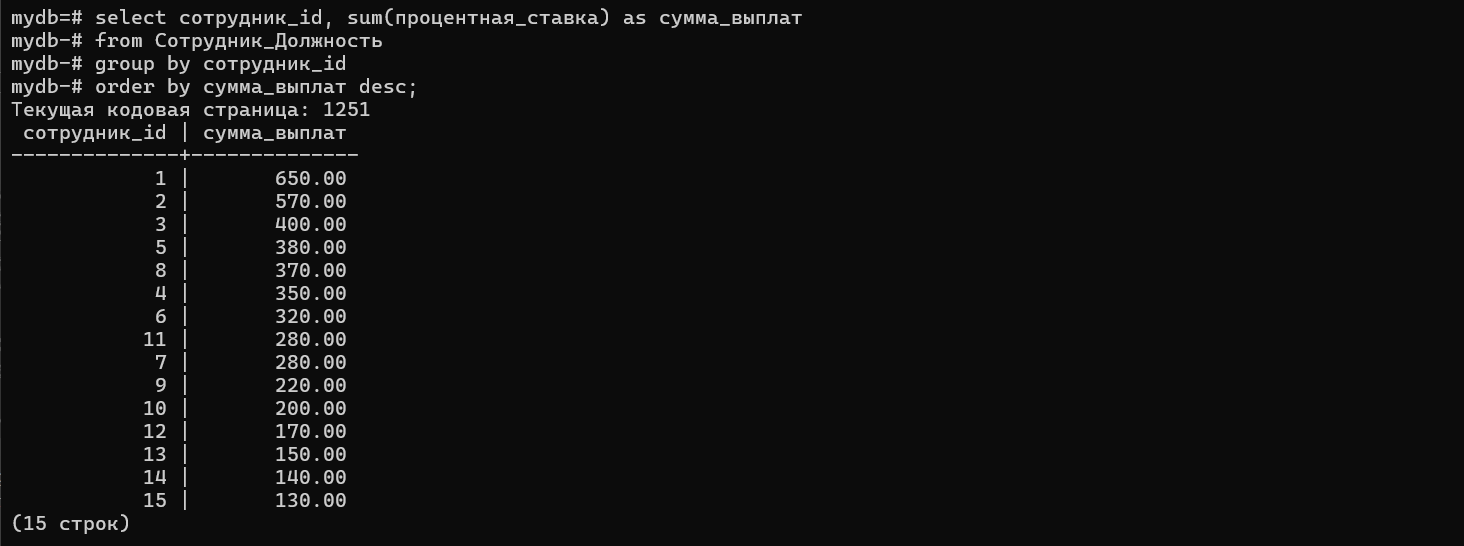 mydb=# select сотрудник_id, sum(процентная_ставка) as сумма_выплат
mydb-# from Сотрудник_Должность
mydb-# group by сотрудник_id
mydb-# order by сумма_выплат desc;
Текущая кодовая страница: 1251
 сотрудник_id | сумма_выплат
--------------+--------------
            1 |       650.00
            2 |       570.00
            3 |       400.00
            5 |       380.00
            8 |       370.00
            4 |       350.00
            6 |       320.00
           11 |       280.00
            7 |       280.00
            9 |       220.00
           10 |       200.00
           12 |       170.00
           13 |       150.00
           14 |       140.00
           15 |       130.00
(15 строк)